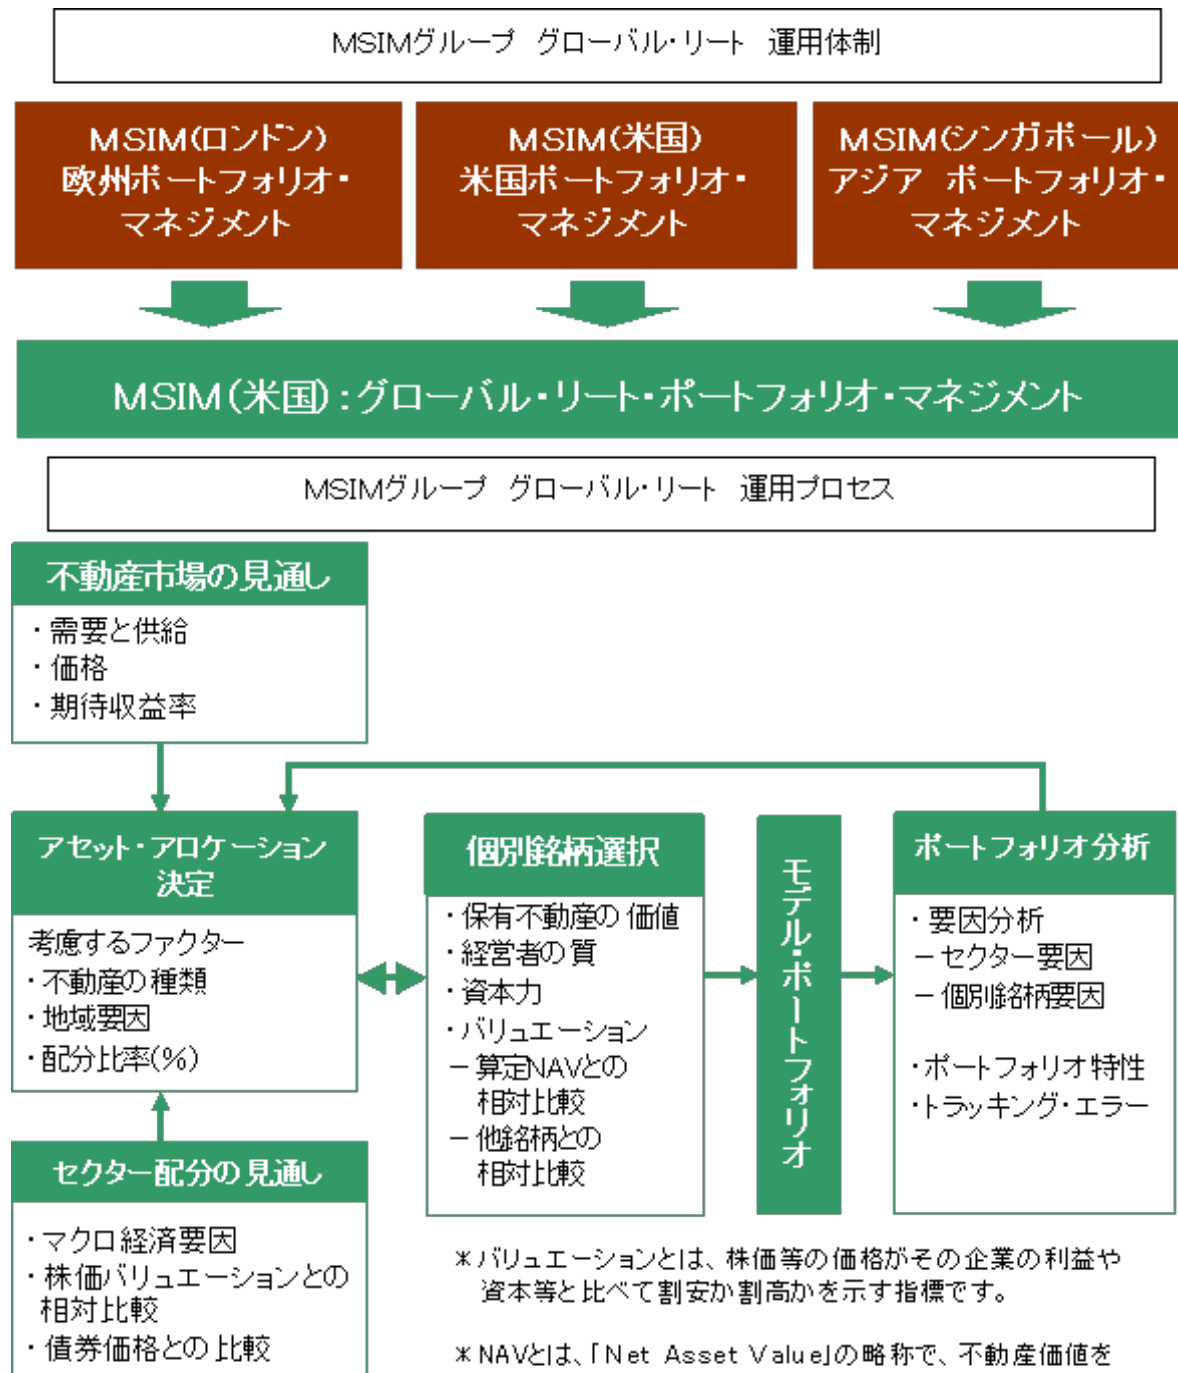 MSIMグループ グローバル・リート 運用体制
MSIM(ロンドン)
欧州ポートフォリオ・
マネジメント
MSIM(米国)
米国ポートフォリオ・
マネジメント
MSIM(シンガポール)
アジア ポートフォリオ・
マネジメント
MSIM(米国):グローバル・リート・ポートフォリオ・マネジメント
MSIMグループ グローバル・リート 運用プロセス
不動産市場の見通し
・需要と供給
・価格
・期待収益率
アセット・アロケーション
決定
考慮するファクター
・不動産の種類
・地域要因
・配分比率(%)
セクター配分の見通し
・マクロ経済要因
・株価バリュエーションとの
相対比較
・債券価格との比較
個別銘柄選択
・保有不動産の価値
・経営者の質
・資本力
・バリュエーション
－算定NAVとの
相対比較
－他銘柄との
相対比較
モデル・ポートフォリオ
ポートフォリオ分析
・要因分析
－セクター要因
－個別銘柄要因
・ポートフォリオ特性
・トラッキング・エラー
*バリュエーションとは、株価等の価格がその企業の利益や
資本等と比べて割安か割高かを示す指標です。
*NAVとは、「Net Asset Value」の略称で、不動産価値を